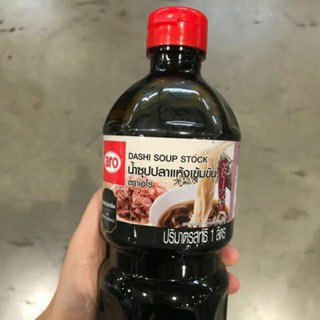 aro
DASHI SOUP STOCK
น้ำซุปปลาแห้งเข้มข้น
ตราเอโร่
ปริมาตรสุทธิ 1 ลิตร